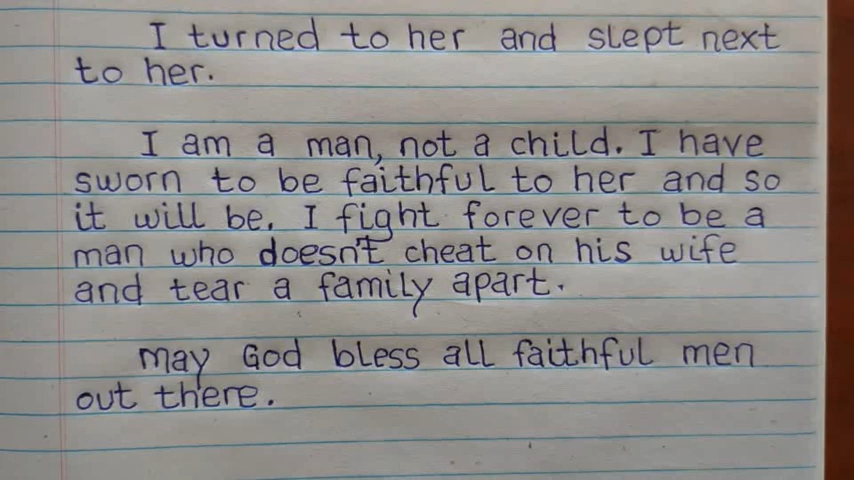 I turned to her and slept next
to her.
I am a man, not a child. I have
sworn to be faithful to her and so
it will be. I fight forever to be a
man who doesn't cheat on his wife
and tear a family apart.
May God bless all faithful men
out there.